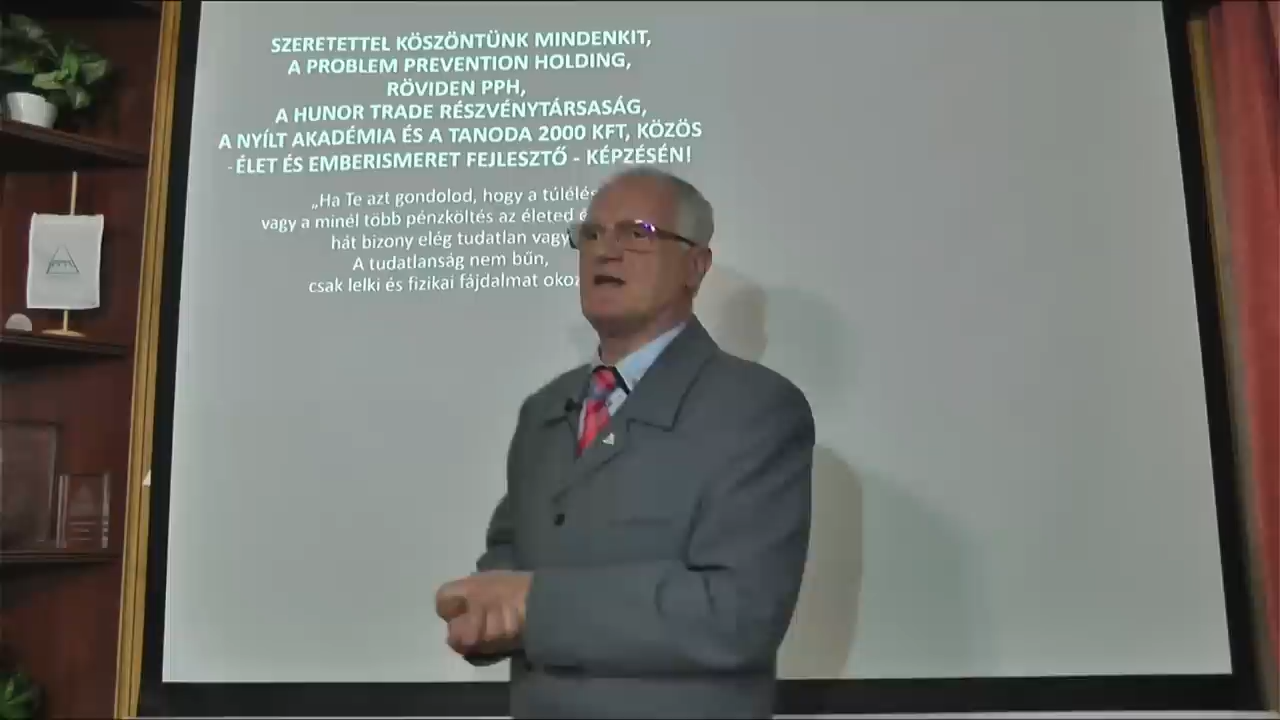 SZERETETTEL KÖSZÖNTÜNK MINDENKIT,
A PROBLEM PREVENTION HOLDING,
RÖVIDEN PPH,
A HUNOR TRADE RÉSZVÉNYTÁRSASÁG,
A NYÍLT AKADÉMIA ÉS A TANODA 2000 KFT, KÖZÖS
- ÉLET ÉS EMBERISMERET FEJLESZTŐ - KÉPZÉSÉN!
„Ha Te azt gondolod, hogy a túlélés
vagy a minél több pénzköltés az életed
hát bizony elég tudatlan vagy
A tudatlanság nem bűn,
csak lelki és fizikai fájdalmat okoz